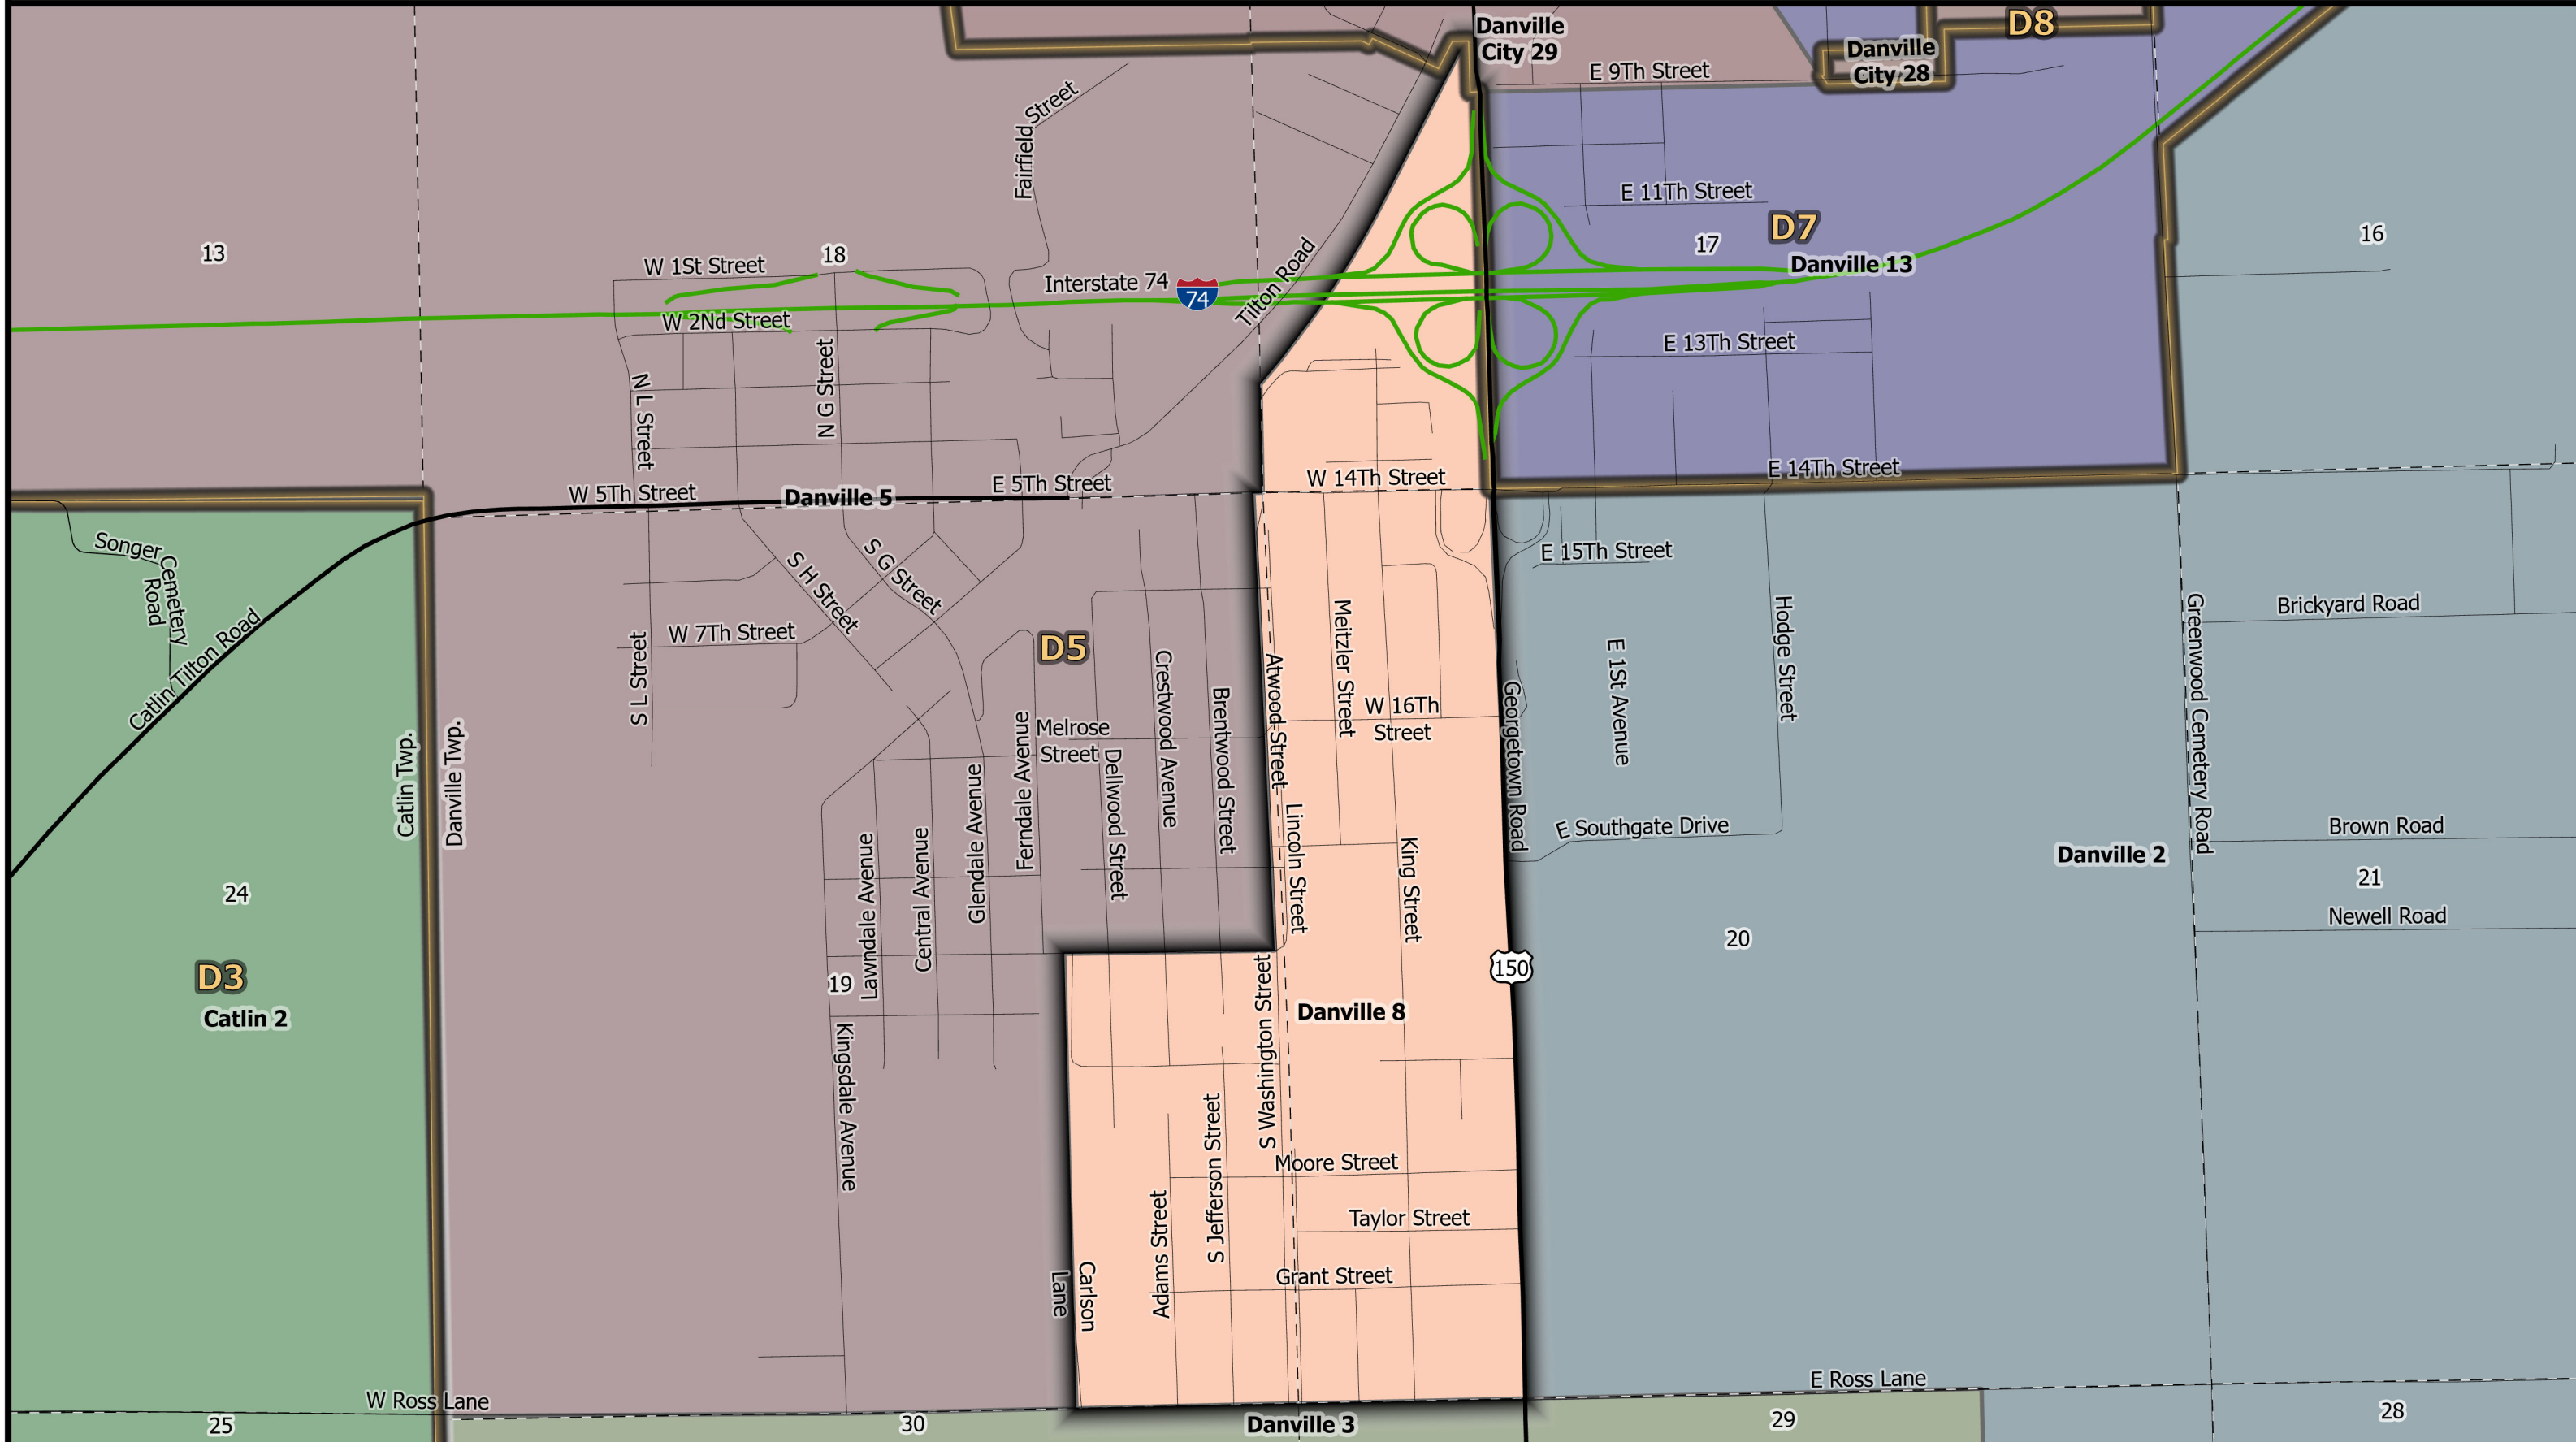 Danville
City 29
D8
Danville
City 28
E 9Th Street
Fairfield Street
E 11Th Street
D7
13
18
17
16
W 1St Street
Interstate 74
74
Tilton Road
Danville 13
W 2Nd Street
E 13Th Street
N L Street
N G Street
W 5Th Street
Danville 5
E 5Th Street
W 14Th Street
E 14Th Street
Songer
Cemetery
Road
Catlin Tilton Road
S H Street
S G Street
E 15Th Street
W 7Th Street
S L Street
D5
Melrose
Street
Crestwood Avenue
Brentwood Street
Atwood Street
Meitzler Street
W 16Th
Street
Georgetown Road
E 1St Avenue
Hodge Street
Greenwood Cemetery Road
Brickyard Road
Catlin Twp.
Danville Twp.
Ferndale Avenue
Dellwood Street
Glendale Avenue
Central Avenue
Lawndale Avenue
Lincoln Street
King Street
E Southgate Drive
Brown Road
Danville 2
21
Newell Road
24
D3
Catlin 2
19
20
150
Danville 8
Kingsdale Avenue
S Washington Street
S Jefferson Street
Adams Street
Moore Street
Taylor Street
Grant Street
Carlson
Lane
E Ross Lane
W Ross Lane
25
30
Danville 3
29
28